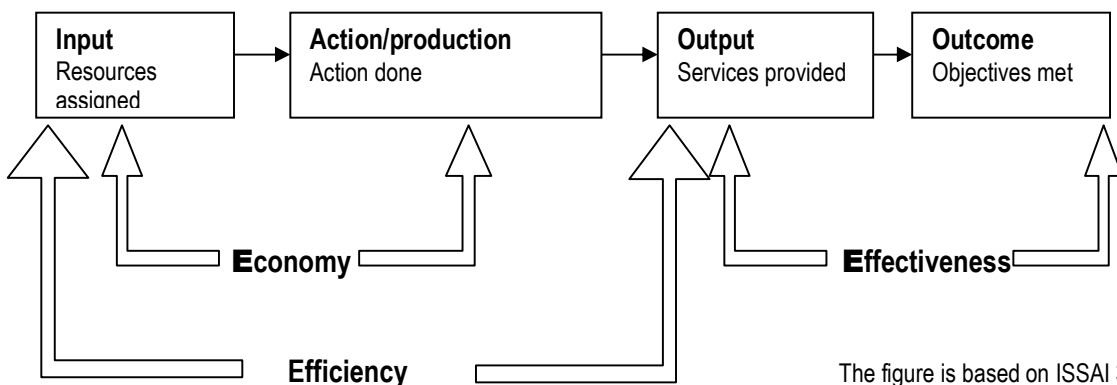 Input
Resources
assigned
Action/production
Action done
Output
Services provided
Outcome
Objectives met
Economy
Effectiveness
Efficiency
The figure is based on ISSAI